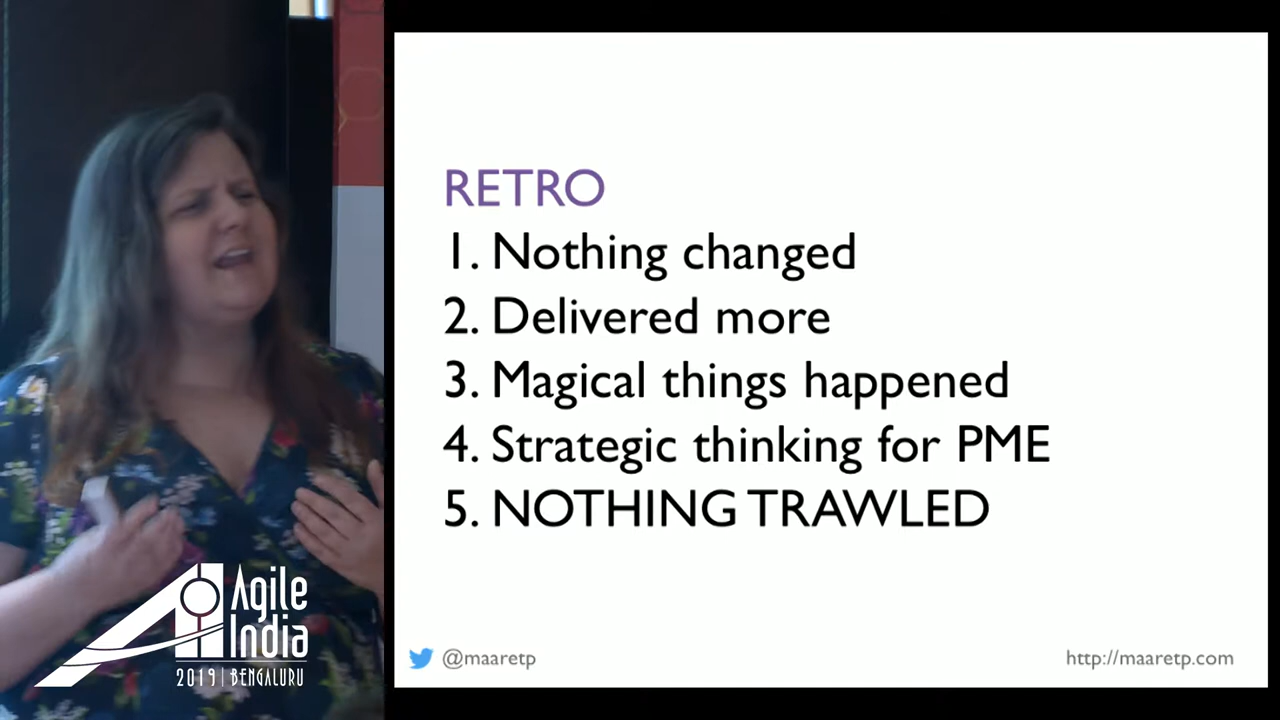 RETRO
1. Nothing changed
2. Delivered more
3. Magical things happened
4. Strategic thinking for PME
5. NOTHING TRAWLED
@maaretp
http://maaretp.com
Agile
India
2019 | BENGALURU